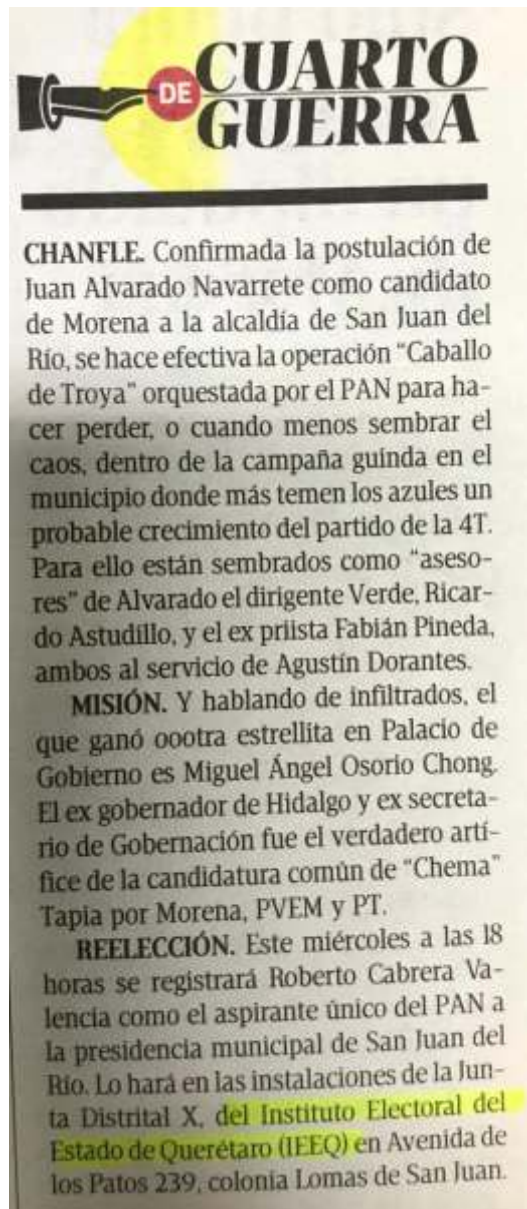 CUARTO
DE
GUERRA
CHANFLE. Confirmada la postulación de
Juan Alvarado Navarrete como candidato
de Morena a la alcaldía de San Juan del
Río, se hace efectiva la operación "Caballo
de Troya" orquestada por el PAN para ha-
cer perder, o cuando menos sembrar el
caos, dentro de la campaña guinda en el
municipio donde más temen los azules un
probable crecimiento del partido de la 4T.
Para ello están sembrados como "aseso-
res" de Alvarado el dirigente Verde, Ricar-
do Astudillo, y el ex priista Fabián Pineda,
ambos al servicio de Agustín Dorantes.
MISIÓN. Y hablando de infiltrados, el
que ganó oootra estrellita en Palacio de
Gobierno es Miguel Ángel Osorio Chong.
El ex gobernador de Hidalgo y ex secreta-
rio de Gobernación fue el verdadero artí-
fice de la candidatura común de "Chema"
Tapia por Morena, PVEM y PT.
REELECCIÓN. Este miércoles a las 18
horas se registrará Roberto Cabrera Va-
lencia como el aspirante único del PAN a
la presidencia municipal de San Juan del
Río. Lo hará en las instalaciones de la Jun-
ta Distrital X, del Instituto Electoral del
Estado de Querétaro (IEEQ) en Avenida de
los Patos 239, colonia Lomas de San Juan.